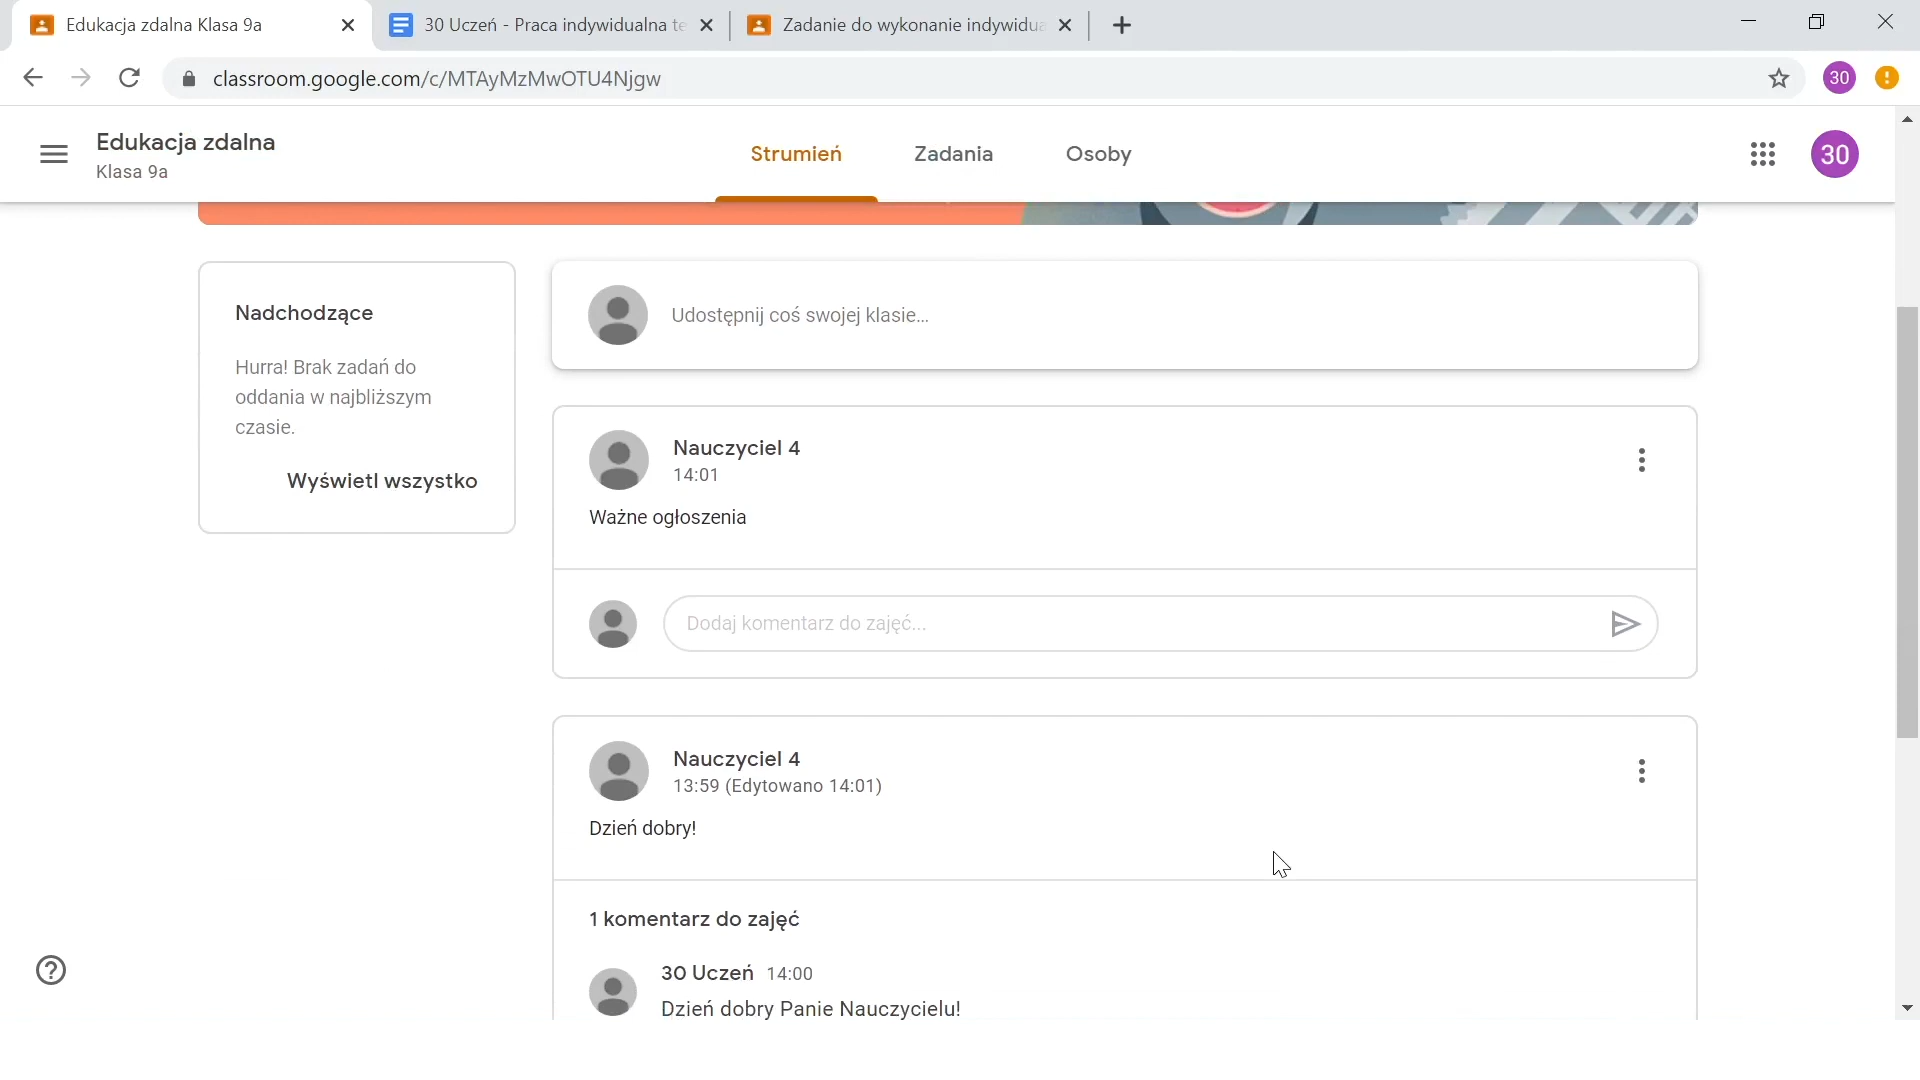 Edukacja zdalna Klasa 9a
30 Uczeń - Praca indywidualna te
Zadanie do wykonanie indywidua
classroom.google.com/c/MTAyMzMwOTU4Njgw
30
Edukacja zdalna
Klasa 9a
Strumień
Zadania
Osoby
30
Nadchodzące
Hurra! Brak zadań do
oddania w najbliższym
czasie.
Wyświetl wszystko
Udostępnij coś swojej klasie...
Nauczyciel 4
14:01
Ważne ogłoszenia
Dodaj komentarz do zajęć...
Nauczyciel 4
13:59 (Edytowano 14:01)
Dzień dobry!
1 komentarz do zajęć
30 Uczeń 14:00
Dzień dobry Panie Nauczycielu!